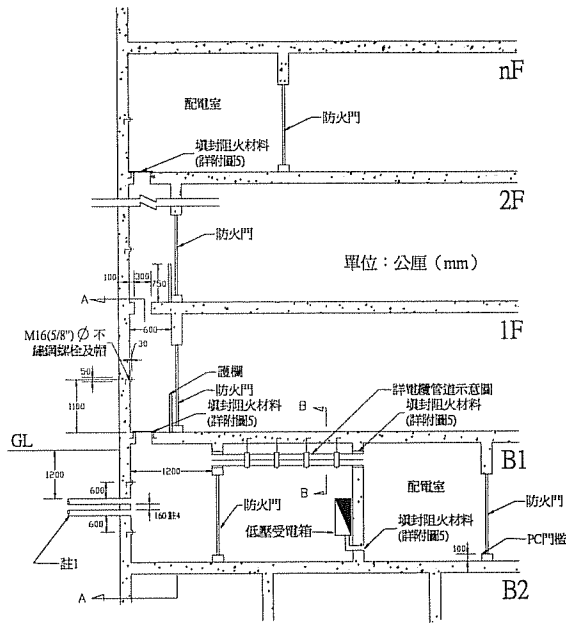 nF
配電室
防火門
填封阻火材料
(詳附圖5)
2F
防火門
單位：公厘（mm）
100
300
750
A
600
1F
M16(5/8") Ø 不
鏽鋼螺栓及帽
30
50
護欄
防火門
填封阻火材料
(詳附圖5)
1100
B
詳電纜管道示意圖
填封阻火材料
(詳附圖5)
GL
B1
1200
1200
B
配電室
600
160 註4
600
防火門
低壓受電箱
填封阻火材料
(詳附圖5)
防火門
100
PC門檻
註1
A
B2